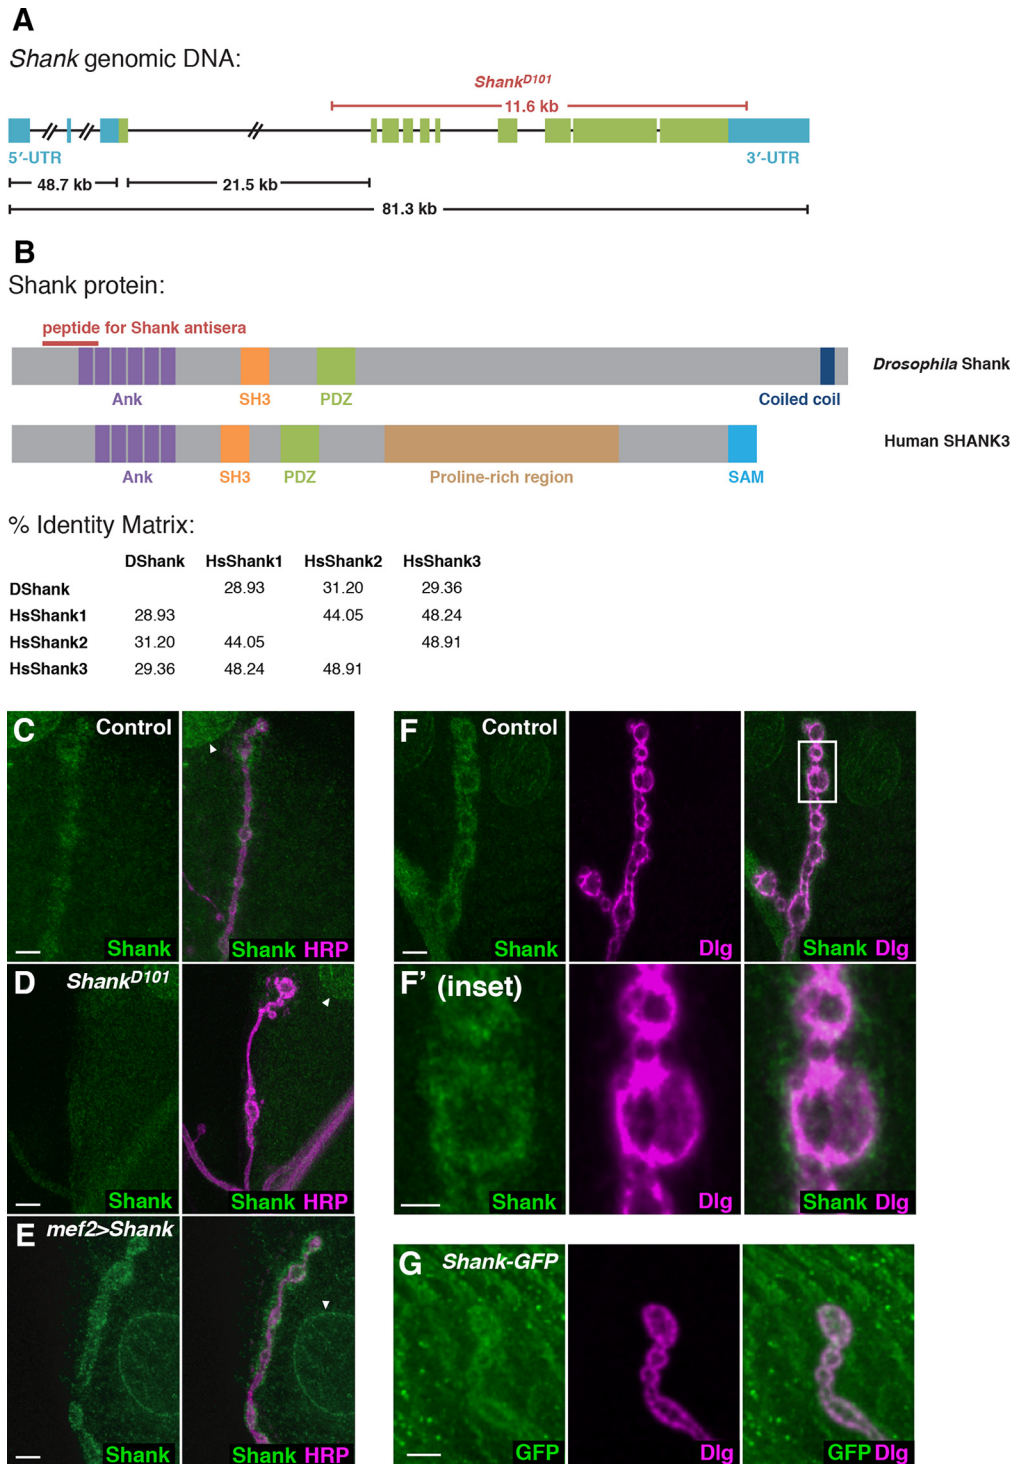 A
Shank genomic DNA:
ShankD101
11.6 kb
5′-UTR
3′-UTR
48.7 kb
21.5 kb
81.3 kb
B
Shank protein:
peptide for Shank antisera
Drosophila Shank
Ank
SH3
PDZ
Coiled coil
Human SHANK3
Ank
SH3
PDZ
Proline-rich region
SAM
% Identity Matrix:
DShank HsShank1 HsShank2 HsShank3
DShank 28.93 31.20 29.36
HsShank1 28.93 44.05 48.24
HsShank2 31.20 44.05 48.91
HsShank3 29.36 48.24 48.91
C Control
Shank
Shank HRP
F Control
Shank
Dlg
Shank Dlg
D ShankD101
Shank
Shank HRP
F’ (inset)
Shank
Dlg
Shank Dlg
E mef2>Shank
Shank
Shank HRP
G Shank-GFP
GFP
Dlg
GFP Dlg